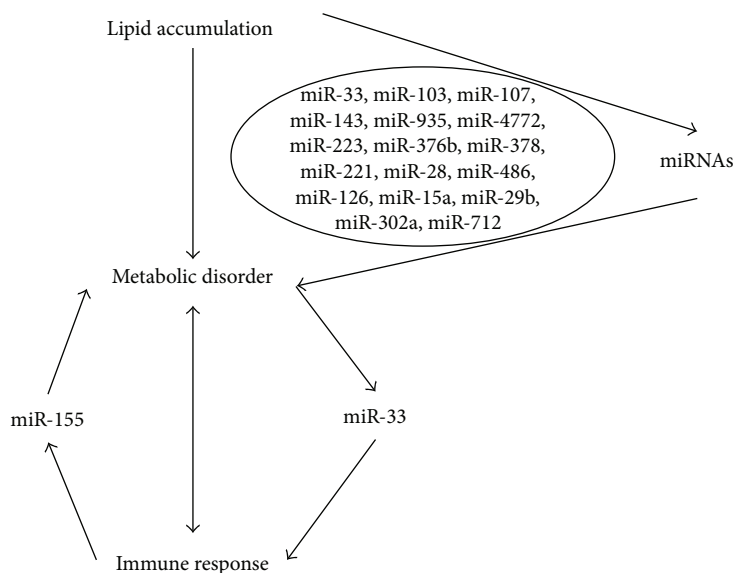 Lipid accumulation
miR-33, miR-103, miR-107,
miR-143, miR-935, miR-4772,
miR-223, miR-376b, miR-378,
miR-221, miR-28, miR-486,
miR-126, miR-15a, miR-29b,
miR-302a, miR-712
miRNAs
Metabolic disorder
miR-155
miR-33
Immune response